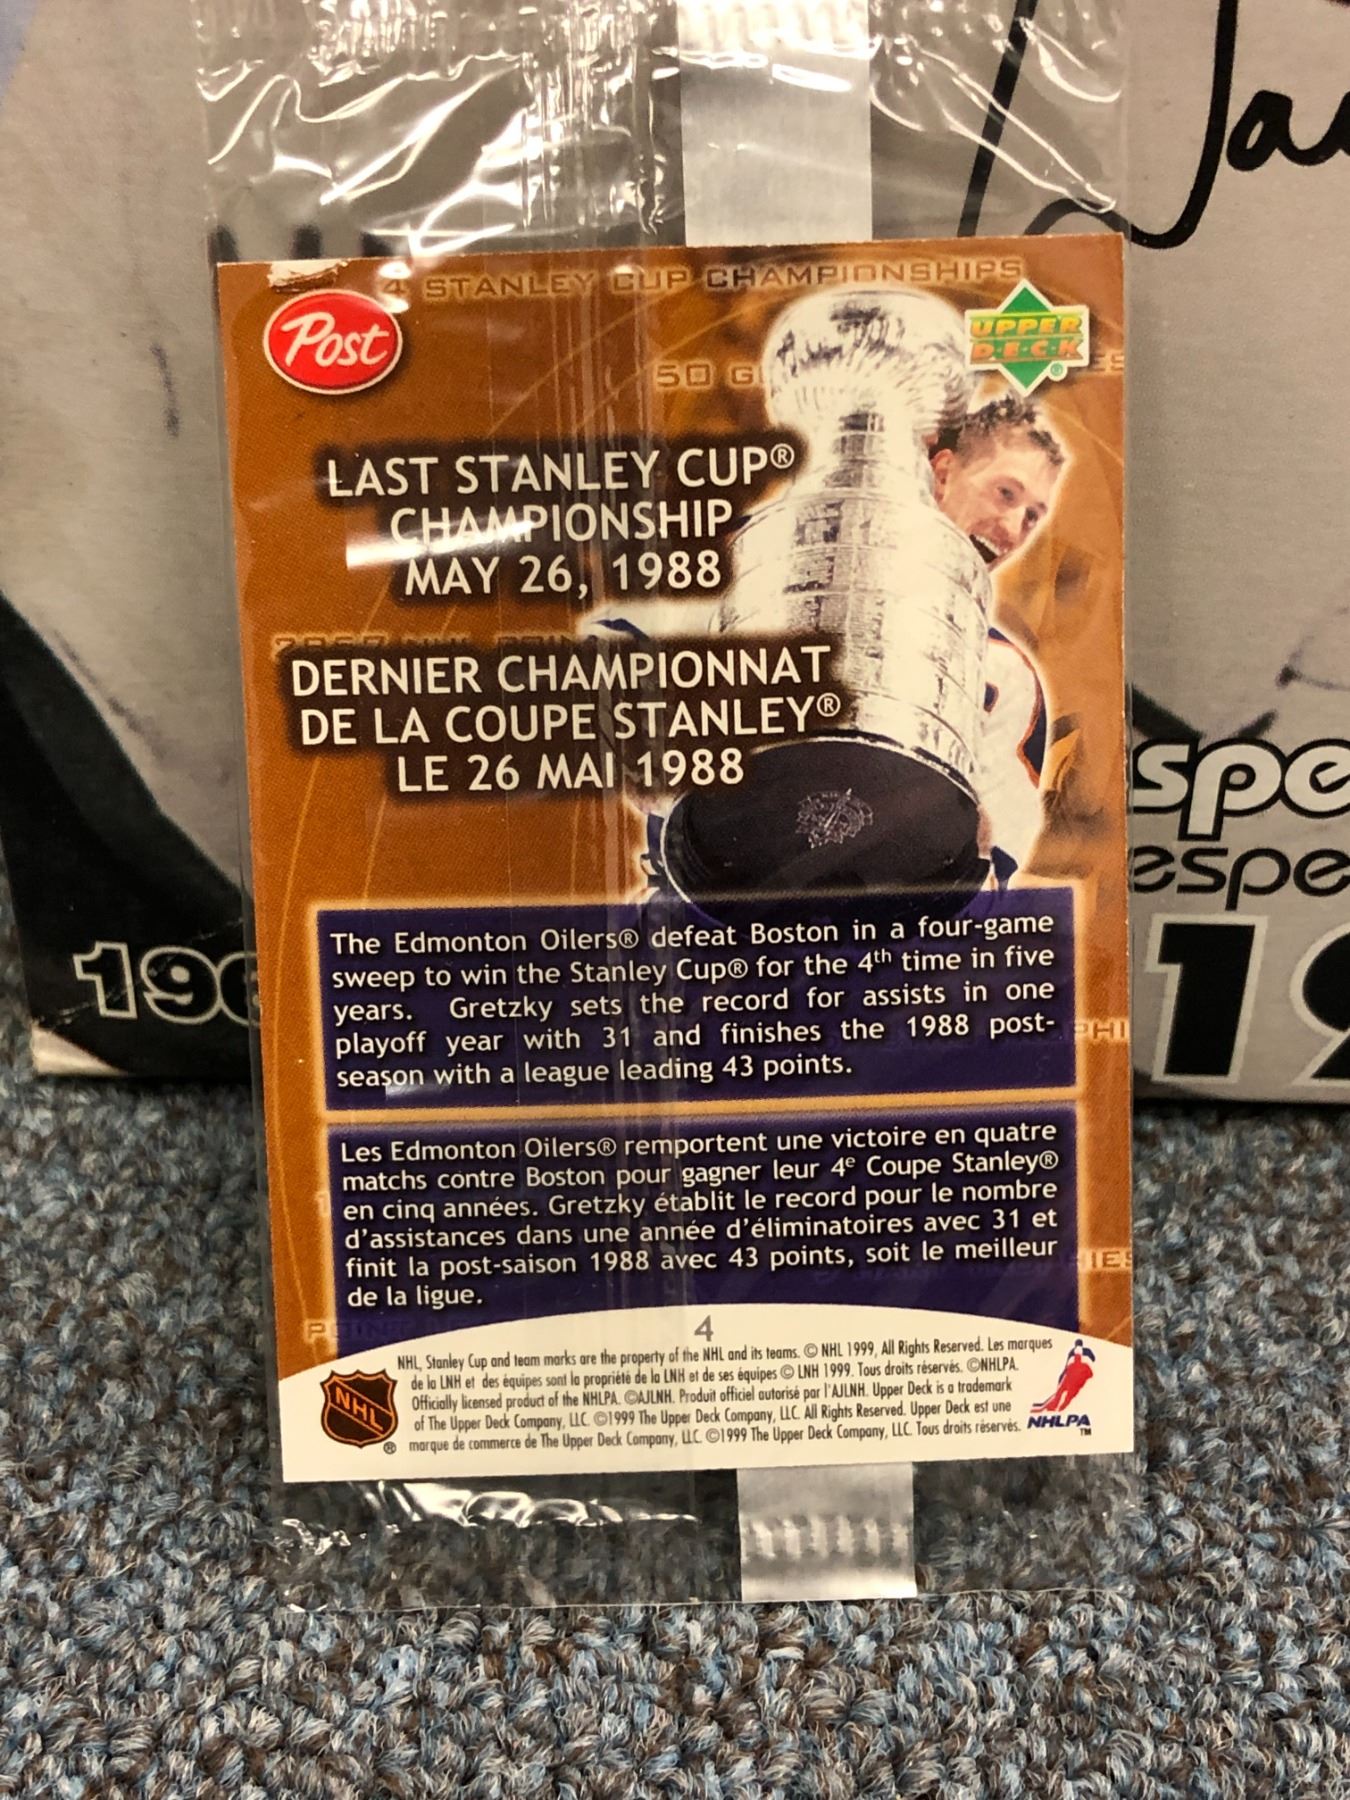 Ja
4 STANLEY CUP CHAMPIONSHIPS
Post
UPPER
D·E·C·K
50 G
ES
LAST STANLEY CUP®
CHAMPIONSHIP
MAY 26, 1988
DERNIER CHAMPIONNAT
DE LA COUPE STANLEY®
LE 26 MAI 1988
spe
espe
The Edmonton Oilers® defeat Boston in a four-game
sweep to win the Stanley Cup® for the 4th time in five
years. Gretzky sets the record for assists in one
playoff year with 31 and finishes the 1988 post-
season with a league leading 43 points.
PHI
Les Edmonton Oilers® remportent une victoire en quatre
matchs contre Boston pour gagner leur 4e Coupe Stanley®
en cinq années. Gretzky établit le record pour le nombre
d'assistances dans une année d'éliminatoires avec 31 et
finit la post-saison 1988 avec 43 points, soit le meilleur
de la ligue.
IES
4
NHL, Stanley Cup and team marks are the property of the NHL and its teams. © NHL 1999, All Rights Reserved. Les marques
de la LNH et des équipes sont la propriété de la LNH et de ses équipes © LNH 1999. Tous droits réservés. ©NHLPA.
Officially licensed product of the NHLPA. ©AJLNH. Produit officiel autorisé par l'AJLNH. Upper Deck is a trademark
of The Upper Deck Company, LLC. ©1999 The Upper Deck Company, LLC. All Rights Reserved. Upper Deck est une
marque de commerce de The Upper Deck Company, LLC. ©1999 The Upper Deck Company, LLC. Tous droits réservés.
NHL
®
NHLPA
TM
19
19